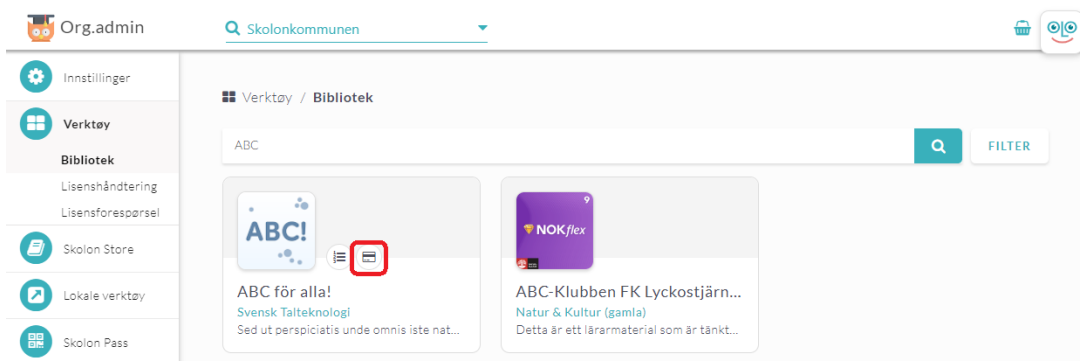 Org.admin
Skolonkommunen
Innstillinger
Verktøy
Bibliotek
Lisenshåndtering
Lisensforespørsel
Skolon Store
Lokale verktøy
Skolon Pass
Verktøy / Bibliotek
ABC
FILTER
ABC!
ABC för alla!
Svensk Talteknologi
Sed ut perspiciatis unde omnis iste nat...
9
NOKflex
ABC-Klubben FK Lyckostjärn...
Natur & Kultur (gamla)
Detta är ett lärarmaterial som är tänkt...